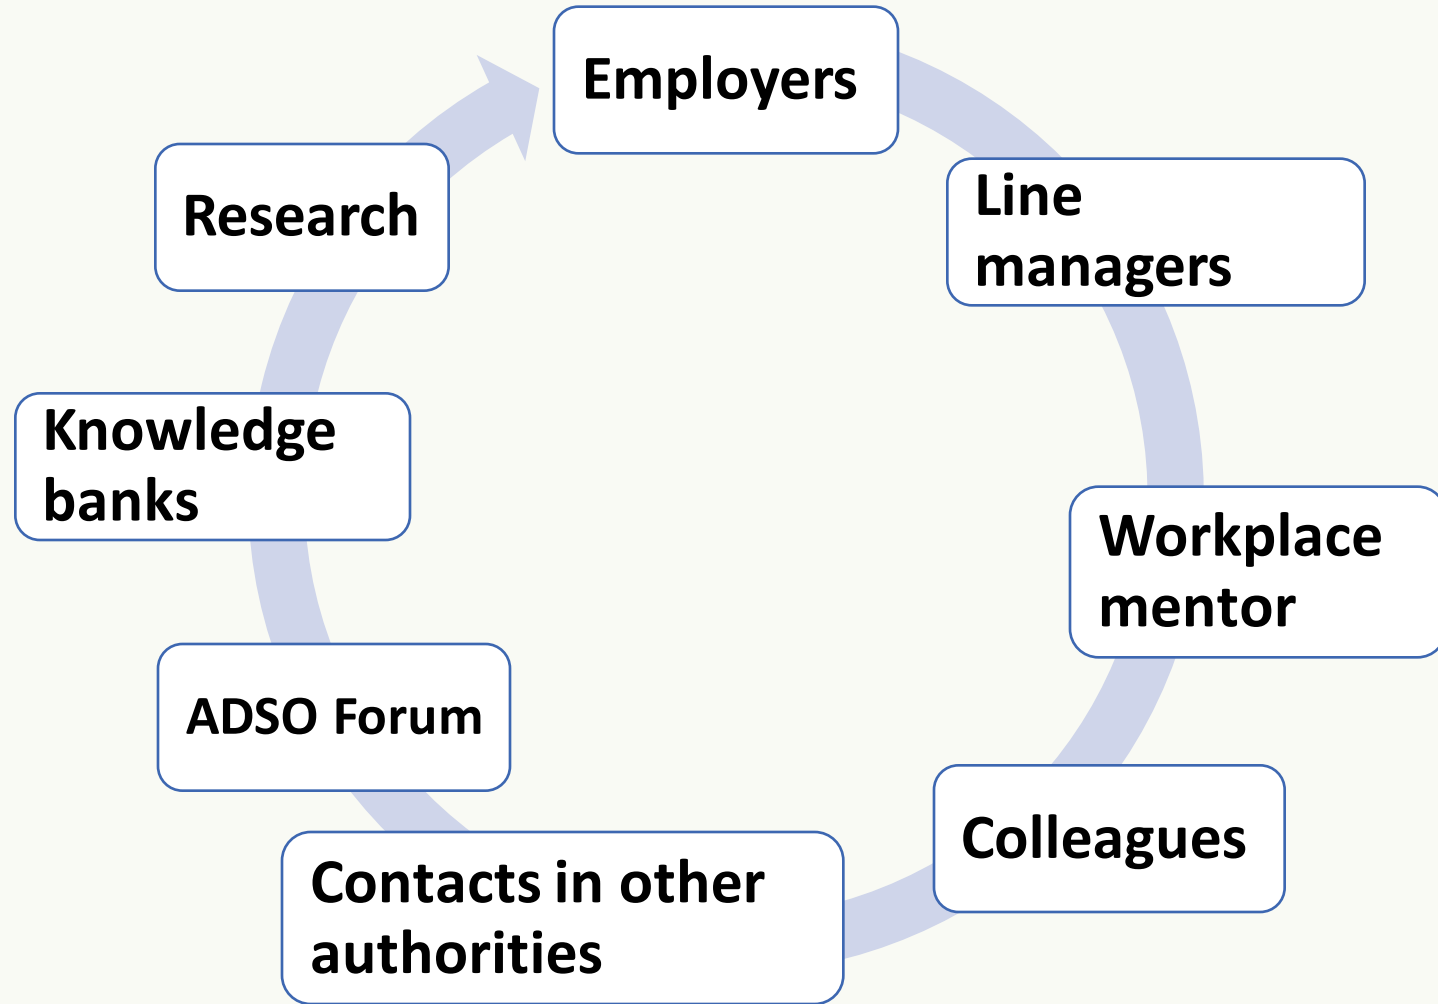 Employers
Line
managers
Workplace
mentor
Colleagues
Contacts in other
authorities
ADSO Forum
Knowledge
banks
Research